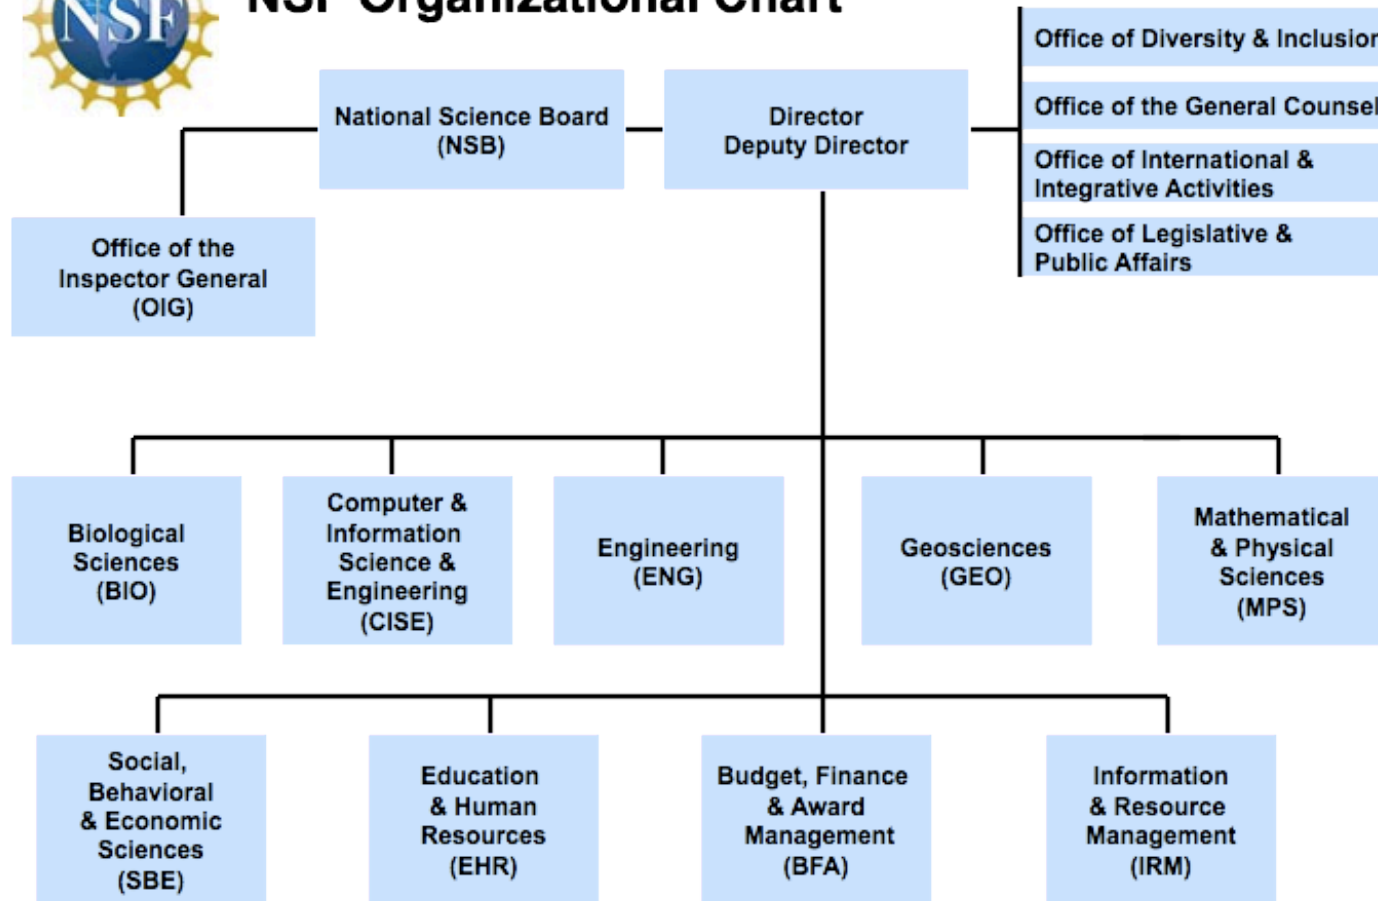 NSF
NSF Organizational Chart
Office of Diversity & Inclusion
Office of the General Counsel
Office of International &
Integrative Activities
Office of Legislative &
Public Affairs
National Science Board
(NSB)
Director
Deputy Director
Office of the
Inspector General
(OIG)
Biological
Sciences
(BIO)
Computer &
Information
Science &
Engineering
(CISE)
Engineering
(ENG)
Geosciences
(GEO)
Mathematical
& Physical
Sciences
(MPS)
Social,
Behavioral
& Economic
Sciences
(SBE)
Education
& Human
Resources
(EHR)
Budget, Finance
& Award
Management
(BFA)
Information
& Resource
Management
(IRM)